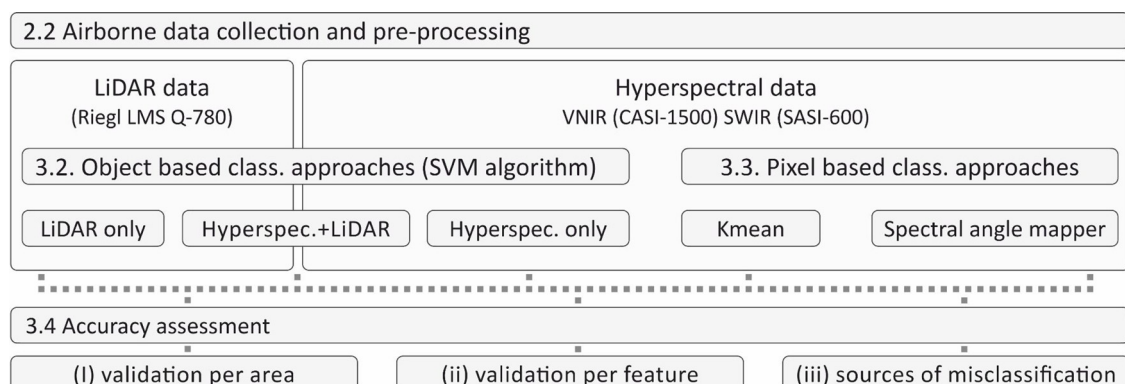 2.2 Airborne data collection and pre-processing
LiDAR data
(Riegl LMS Q-780)
Hyperspectral data
VNIR (CASI-1500) SWIR (SASI-600)
3.2. Object based class. approaches (SVM algorithm)
3.3. Pixel based class. approaches
LiDAR only
Hyperspec.+LiDAR
Hyperspec. only
Kmean
Spectral angle mapper
3.4 Accuracy assessment
(I) validation per area
(ii) validation per feature
(iii) sources of misclassification